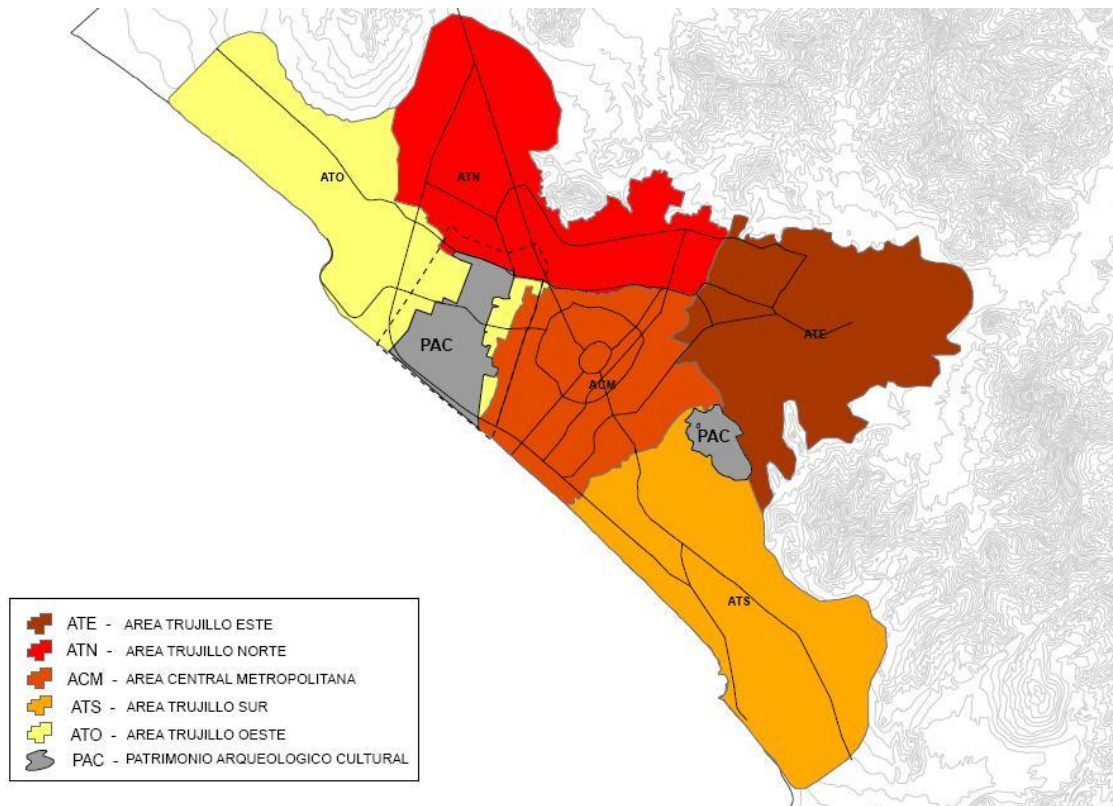 ATO
ATN
PAC
ATE
ACM
PAC
ATS
ATE - AREA TRUJILLO ESTE
ATN - AREA TRUJILLO NORTE
ACM - AREA CENTRAL METROPOLITANA
ATS - AREA TRUJILLO SUR
ATO - AREA TRUJILLO OESTE
PAC - PATRIMONIO ARQUEOLOGICO CULTURAL